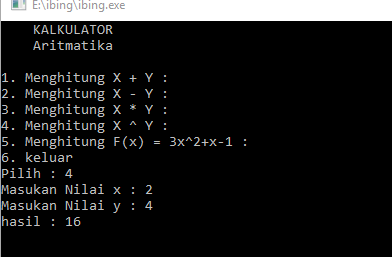 E:\ibing\ibing.exe
KALKULATOR
Aritmatika
1. Menghitung X + Y :
2. Menghitung X - Y :
3. Menghitung X * Y :
4. Menghitung X ^ Y :
5. Menghitung F(x) = 3x^2+x-1 :
6. keluar
Pilih : 4
Masukan Nilai x : 2
Masukan Nilai y : 4
hasil : 16